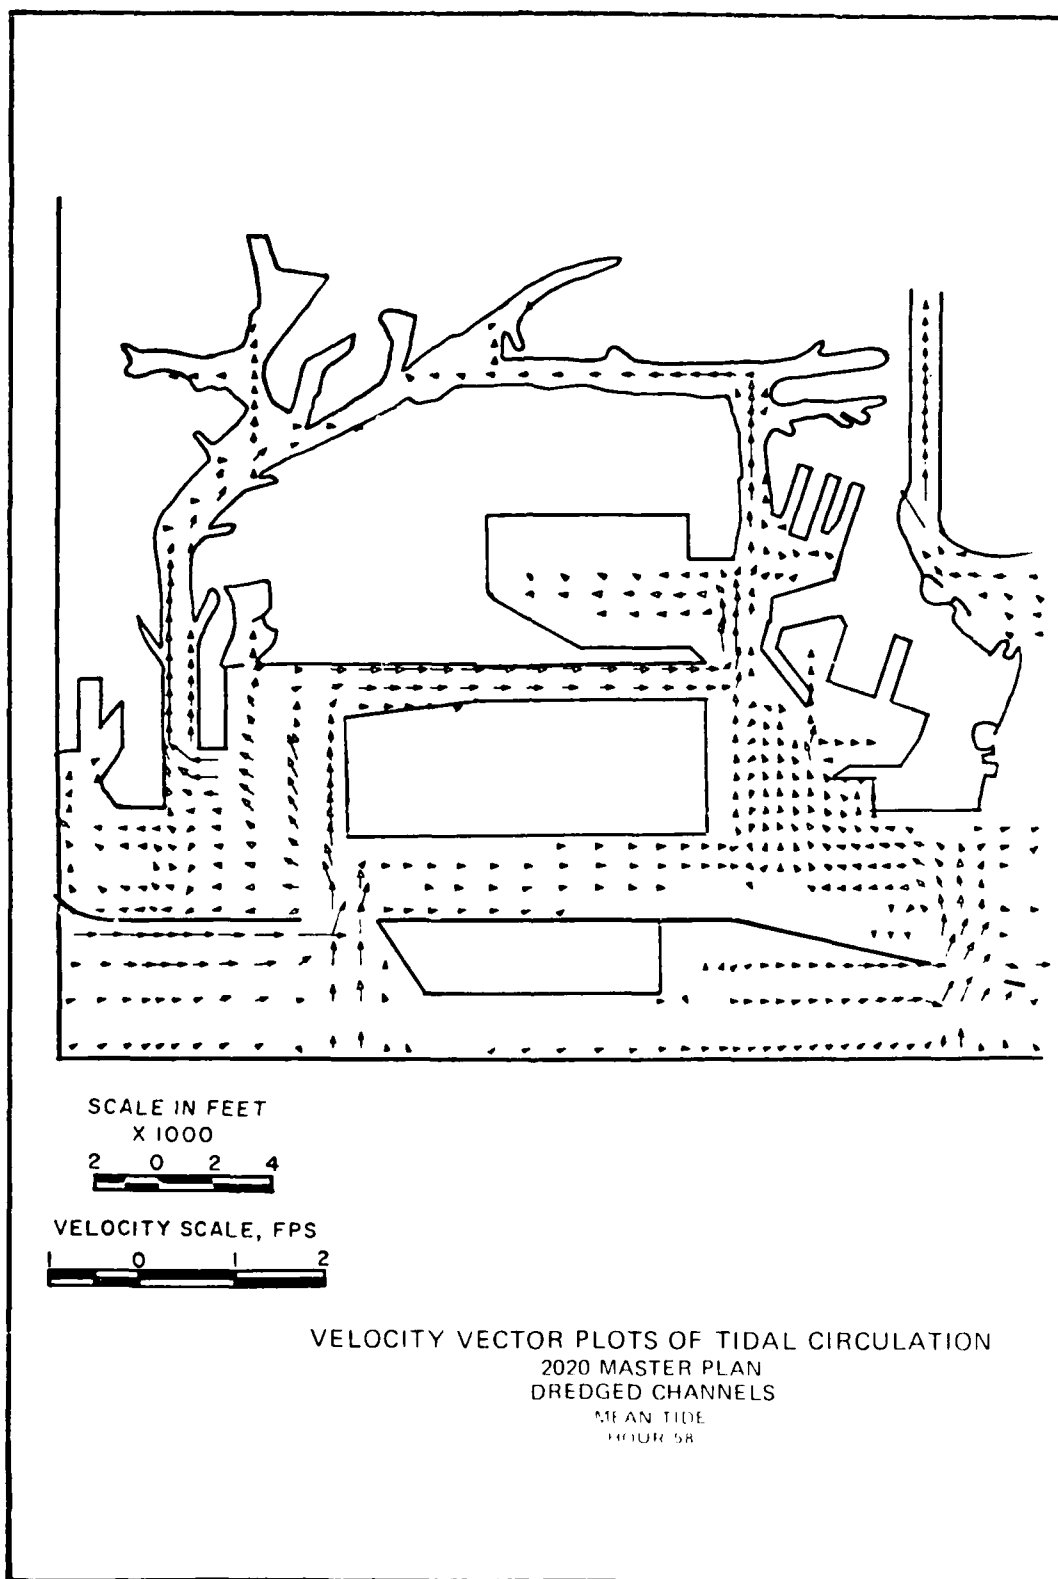 SCALE IN FEET
X 1000
2 0 2 4
VELOCITY SCALE, FPS
1 0 1 2
VELOCITY VECTOR PLOTS OF TIDAL CIRCULATION
2020 MASTER PLAN
DREDGED CHANNELS
MEAN TIDE
HOUR 58